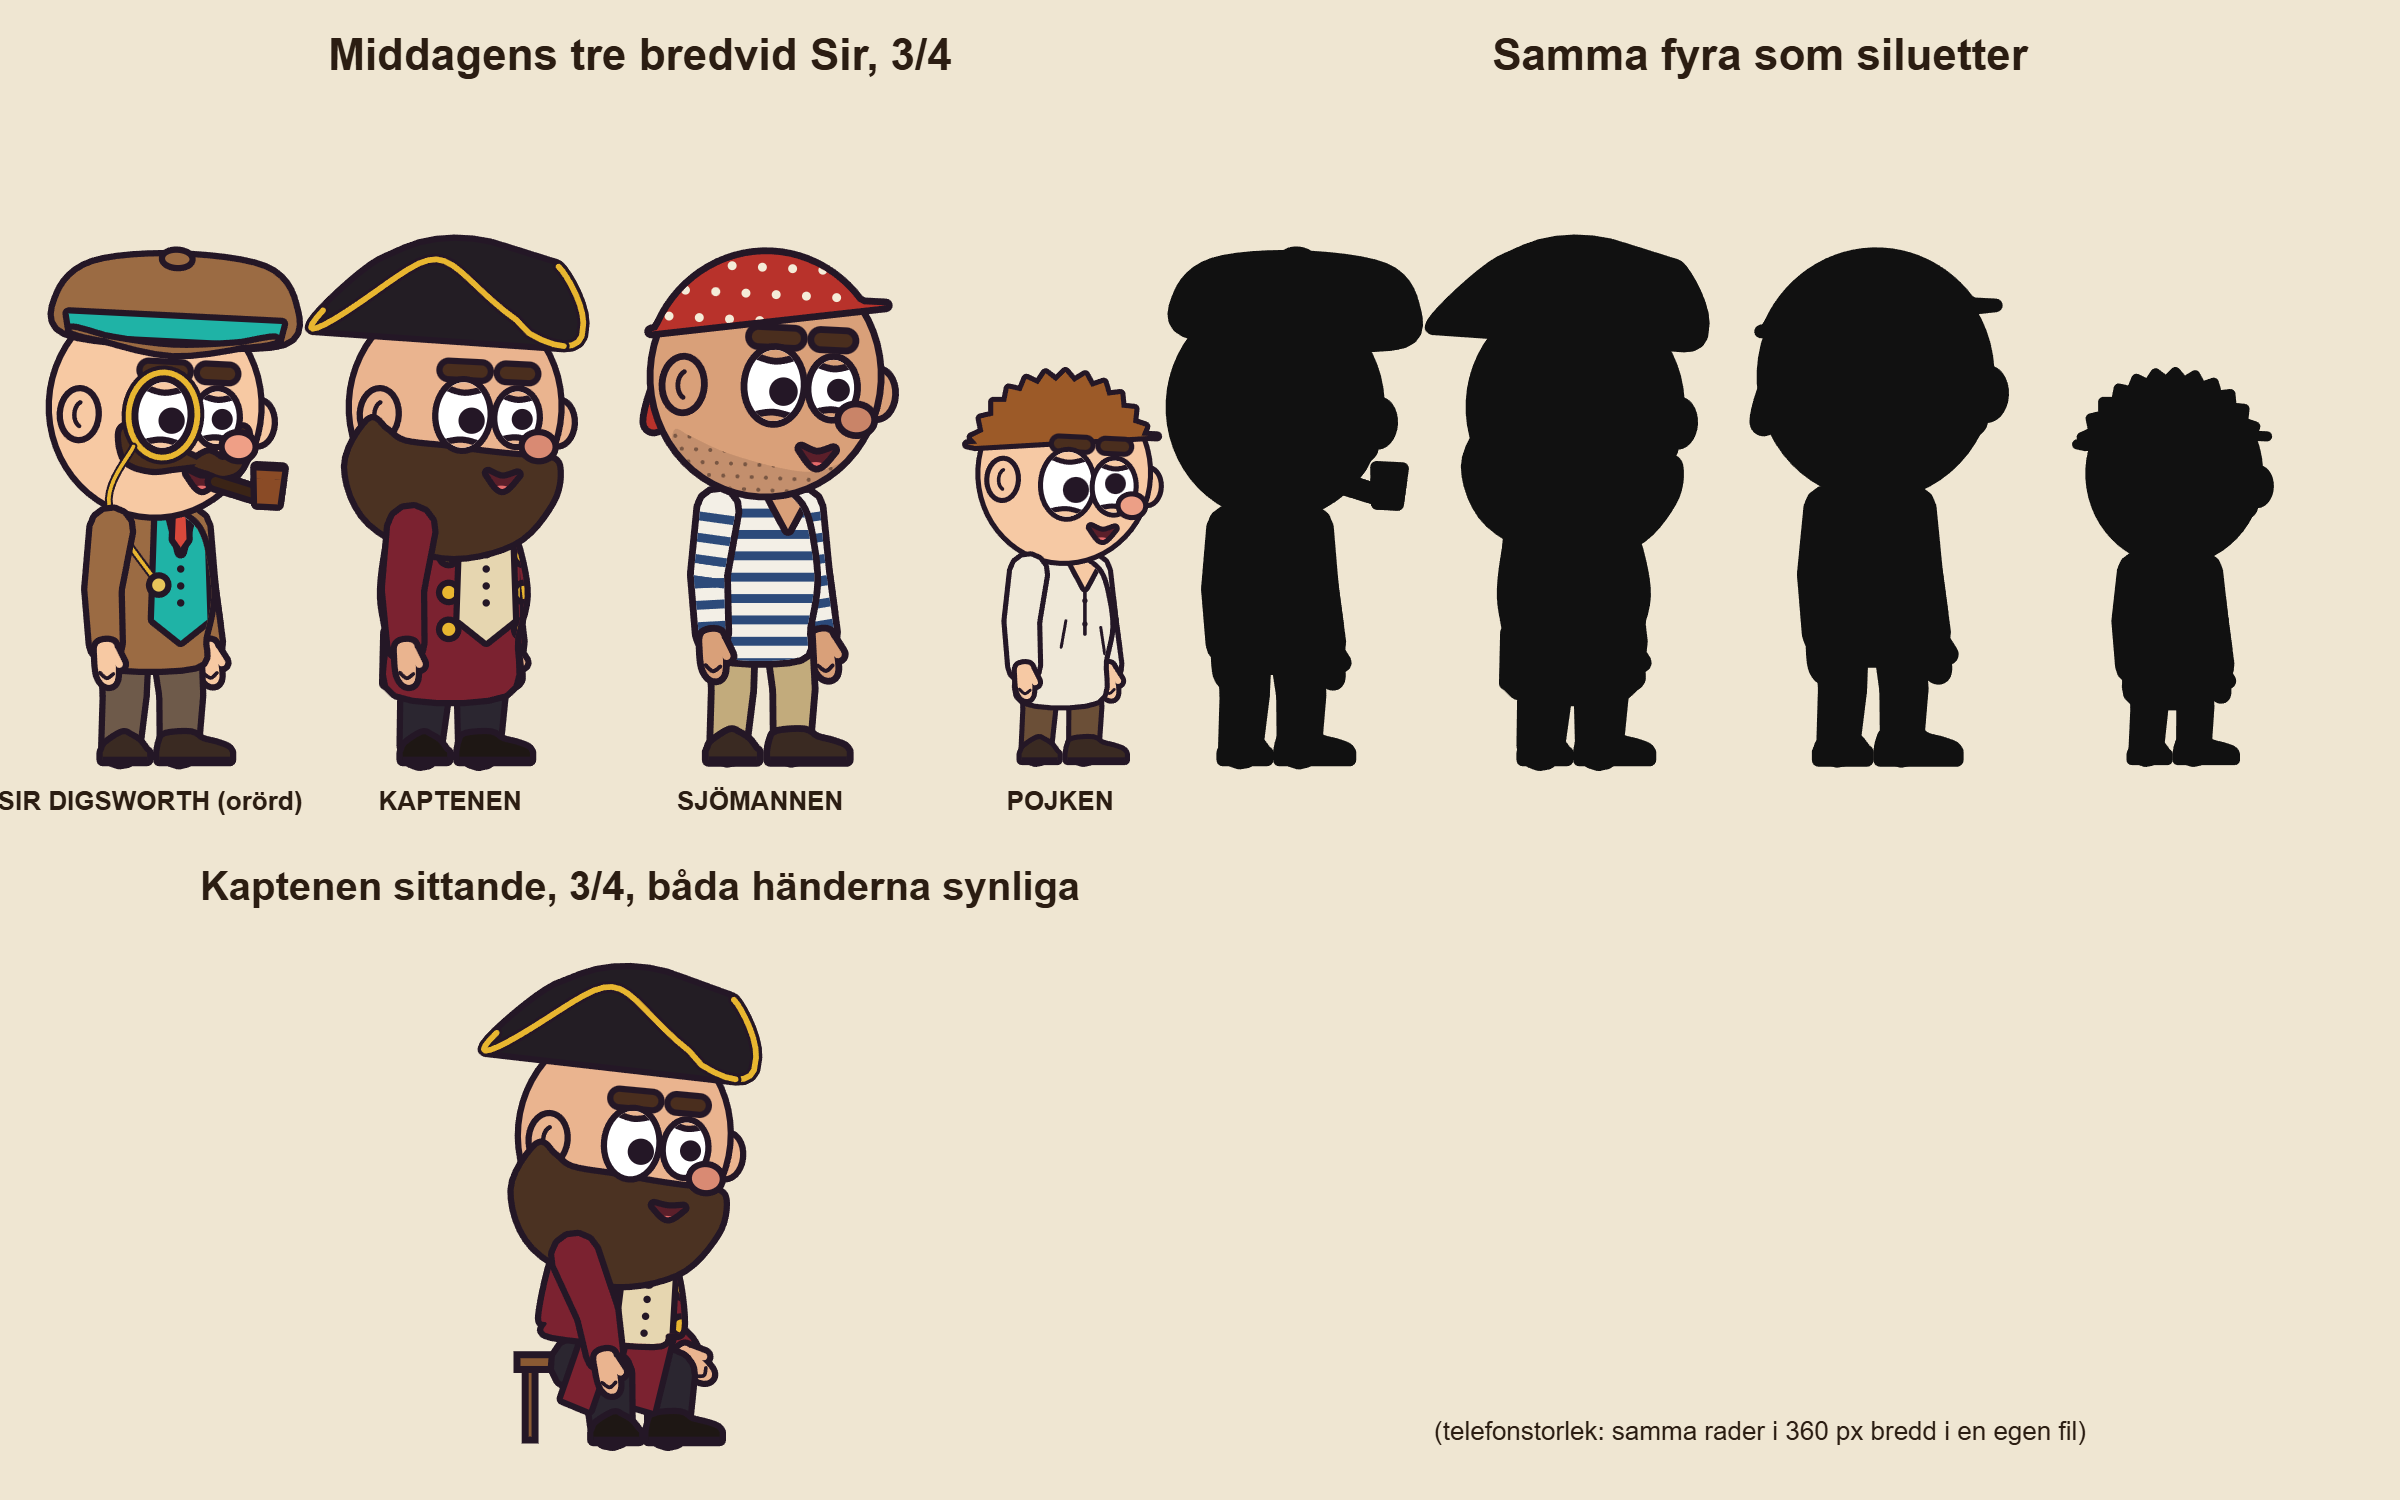 Middagens tre bredvid Sir, 3/4
Samma fyra som siluetter
SIR DIGSWORTH (orörd)
KAPTENEN
SJÖMANNEN
POJKEN
Kaptenen sittande, 3/4, båda händerna synliga
(telefonstorlek: samma rader i 360 px bredd i en egen fil)